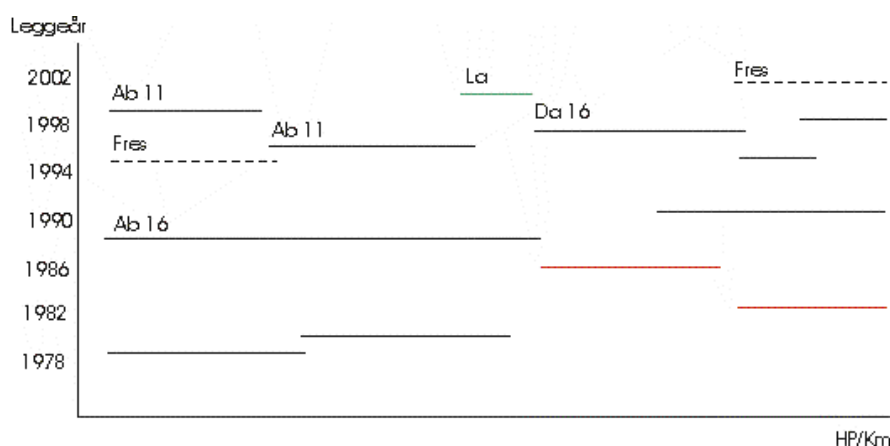 Leggeår
2002
La
Fres
Ab 11
1998
Ab 11
Da 16
Fres
1994
1990
Ab 16
1986
1982
1978
HP/Km